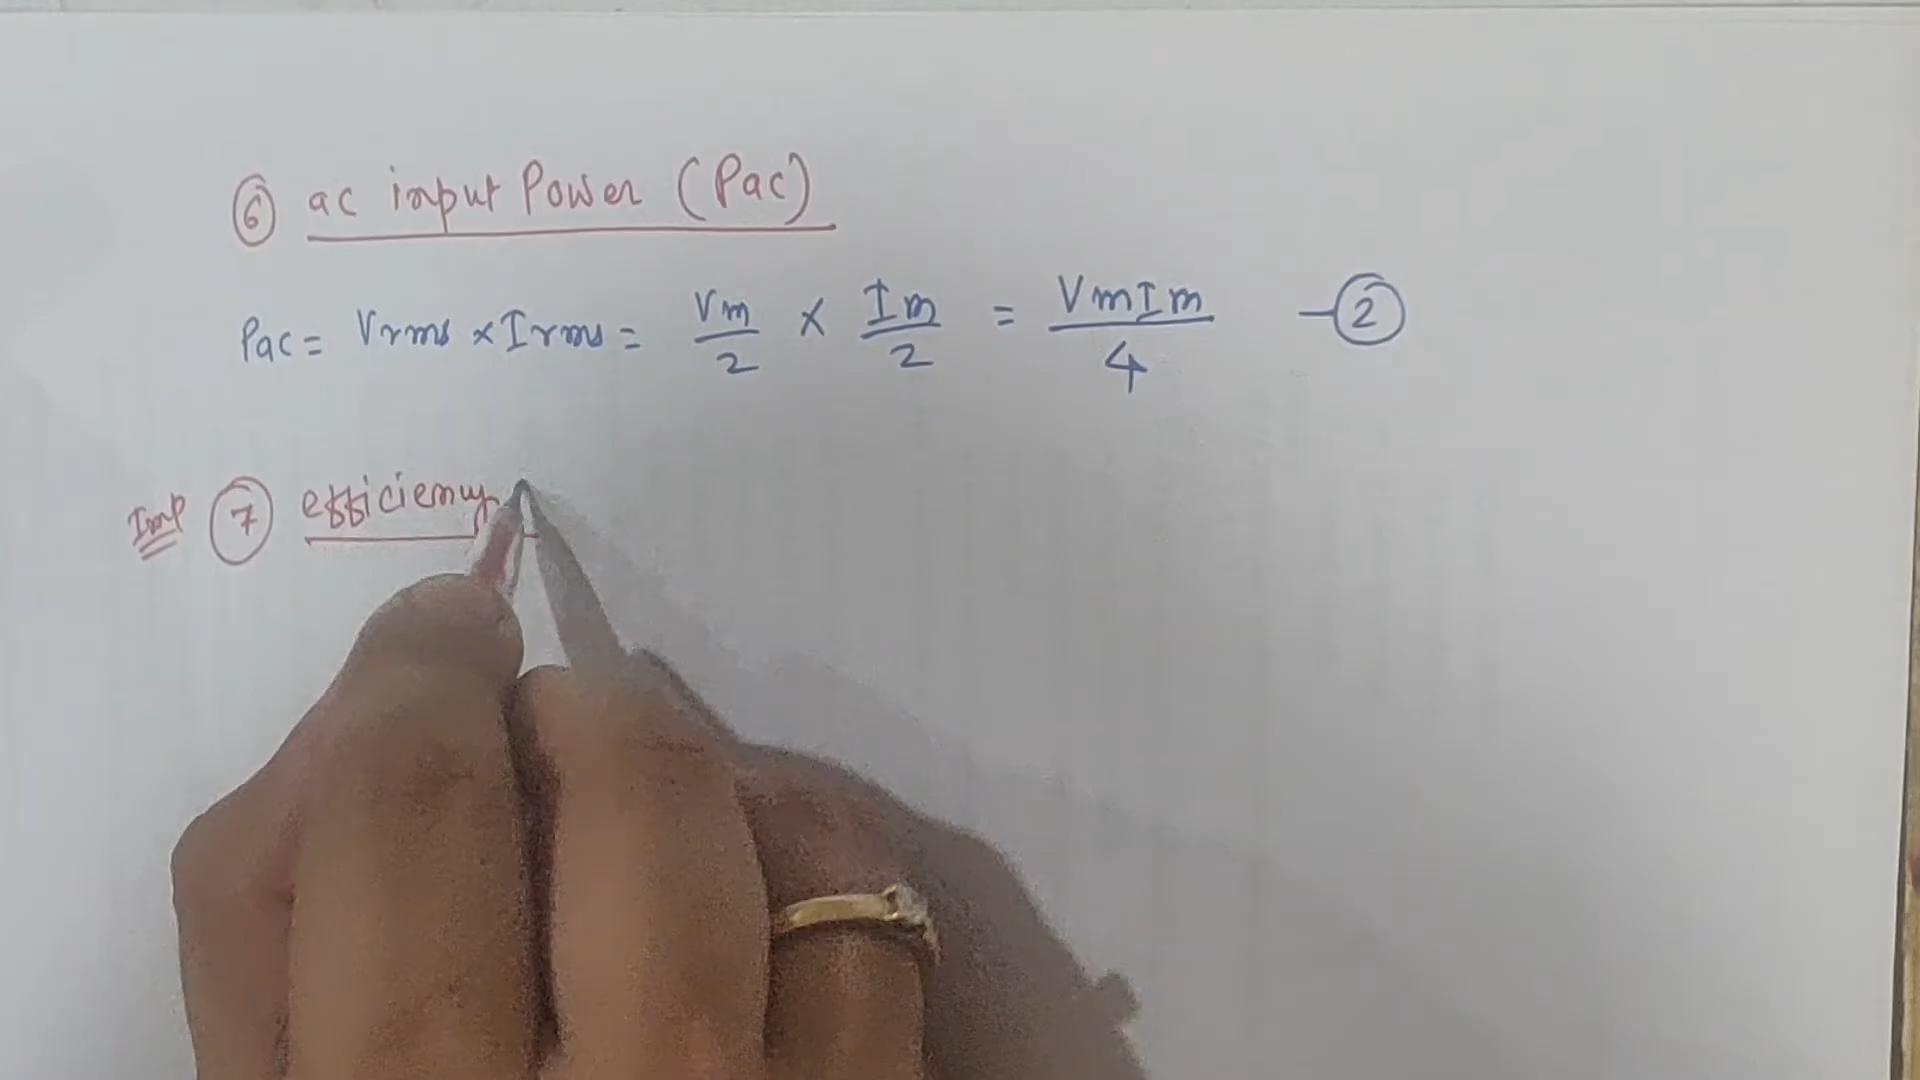 ⑥ ac input Power (Pac)
Pac = Vrms × Irms = Vm/2 × Im/2 = VmIm/4 —②
Imp ⑦ efficiency